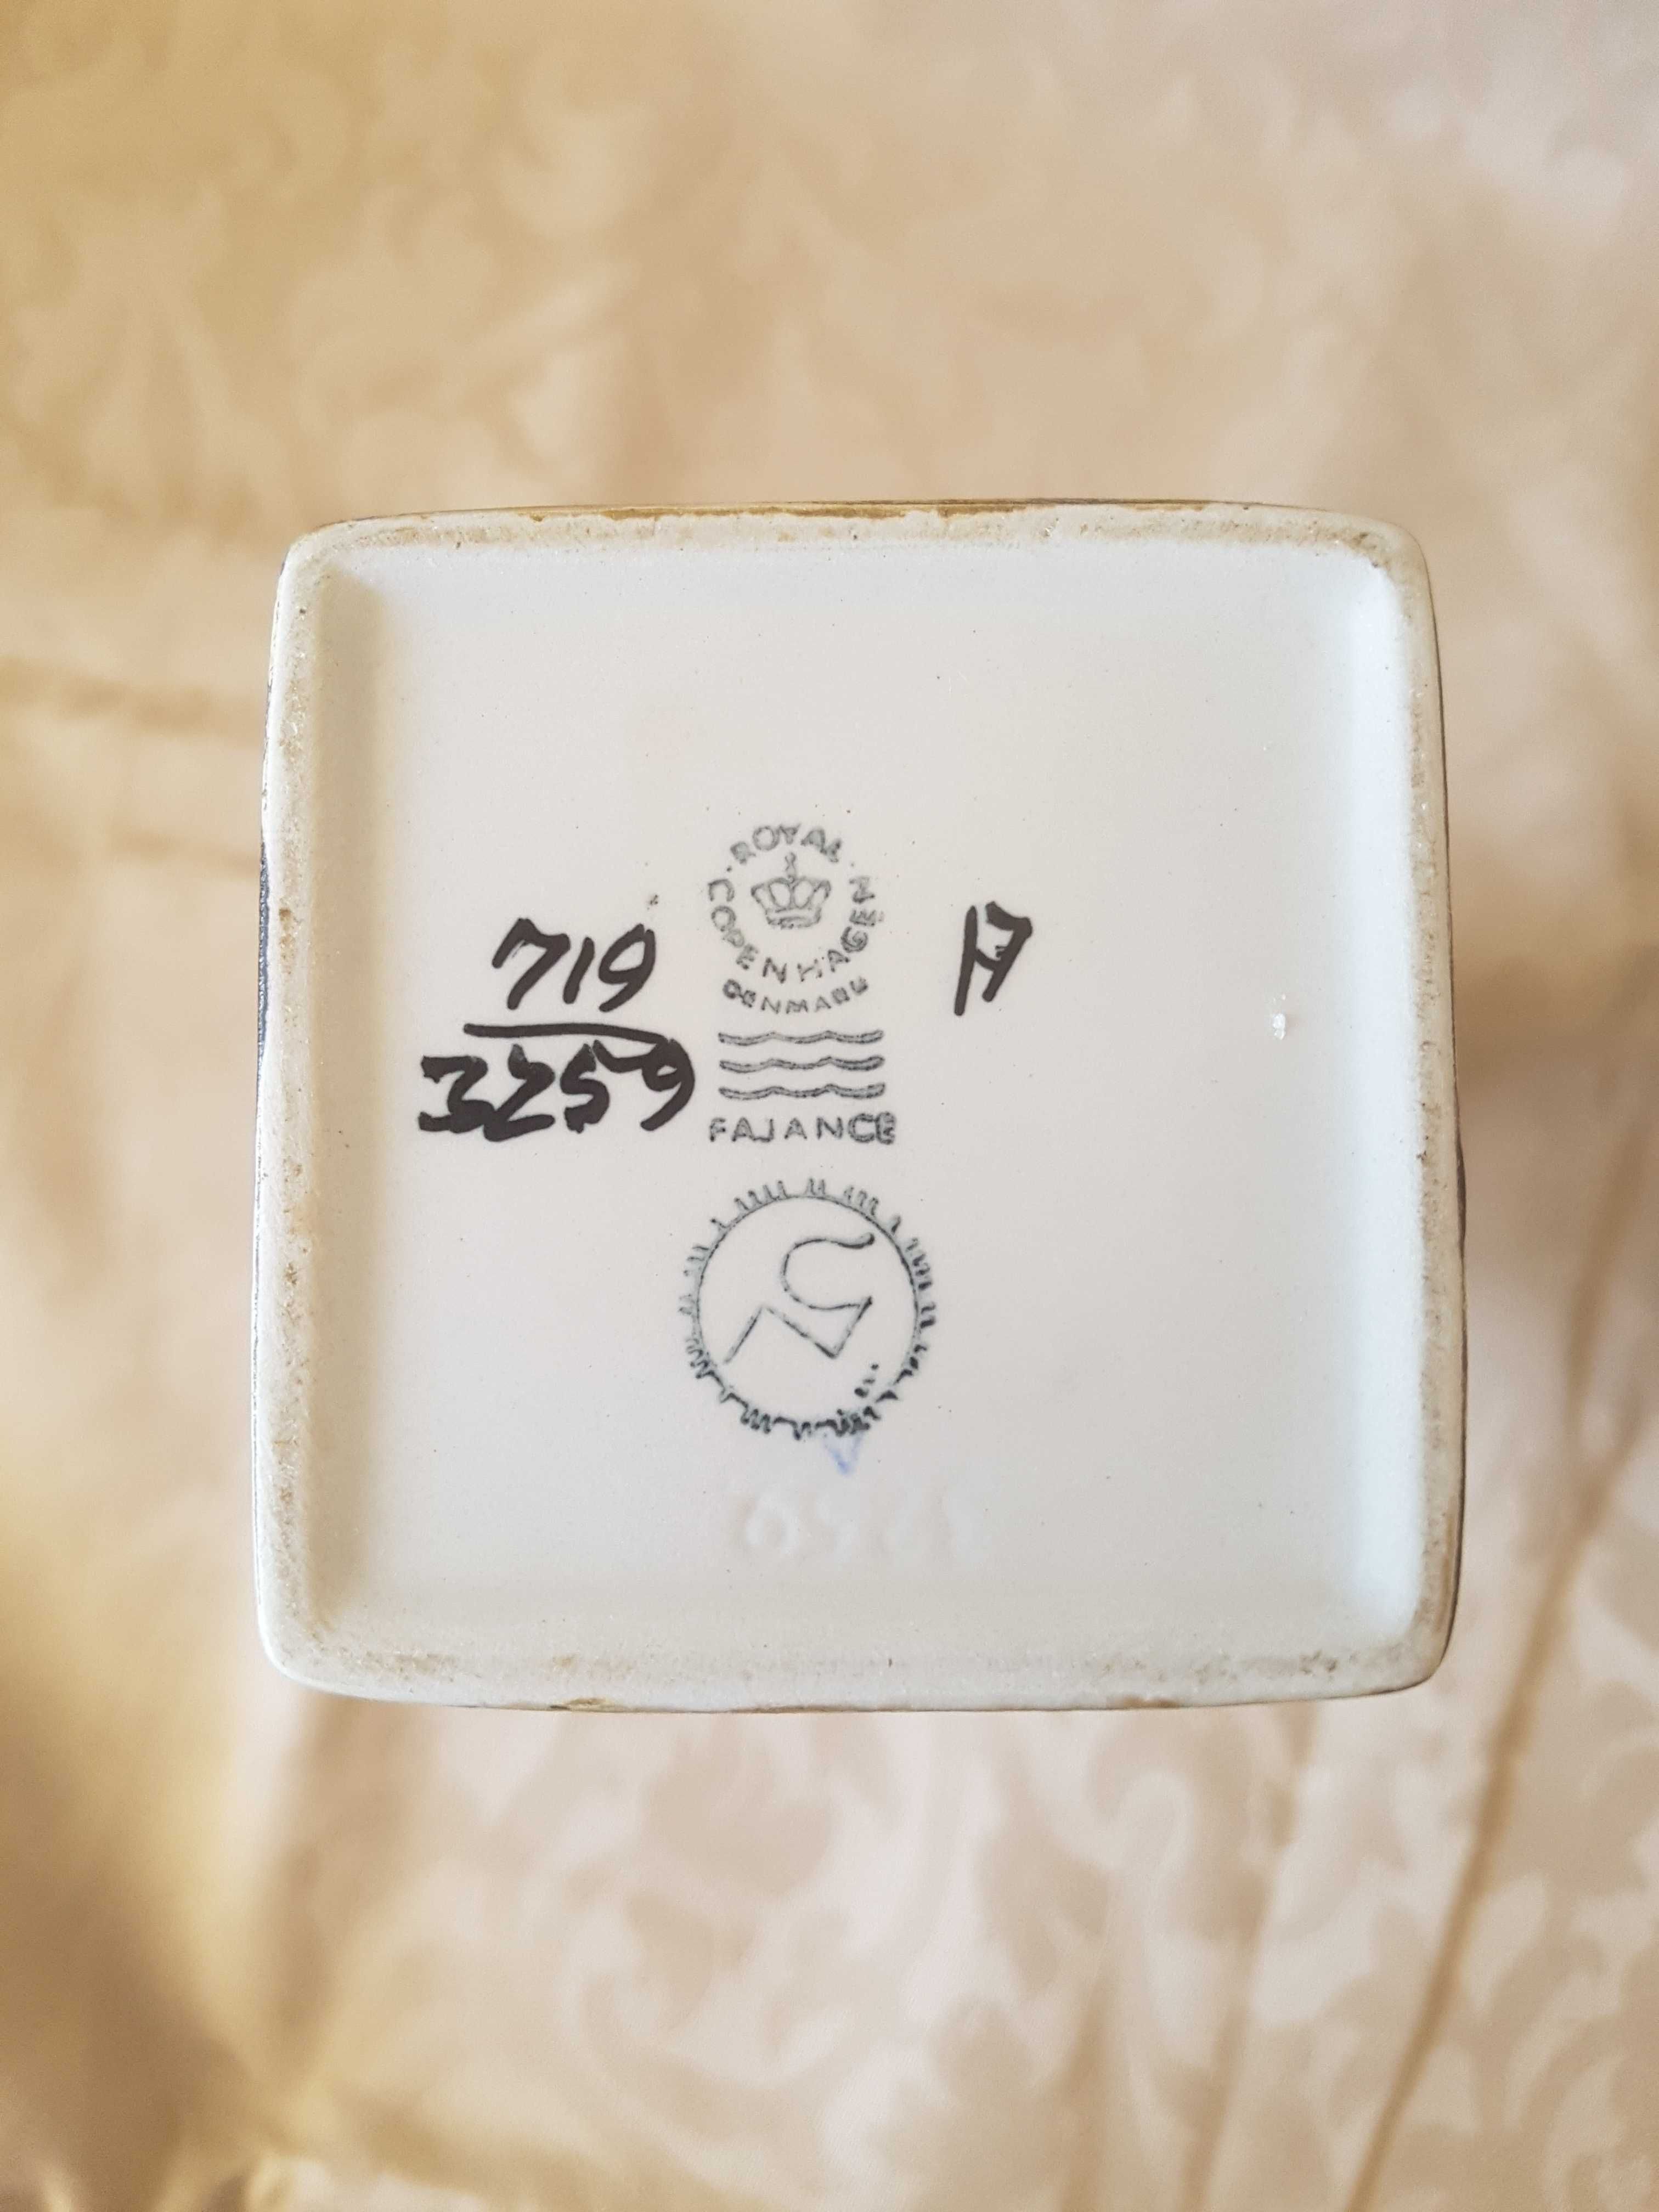 ROYAL
COPENHAGEN
DENMARK
719
3259
FAJANCE